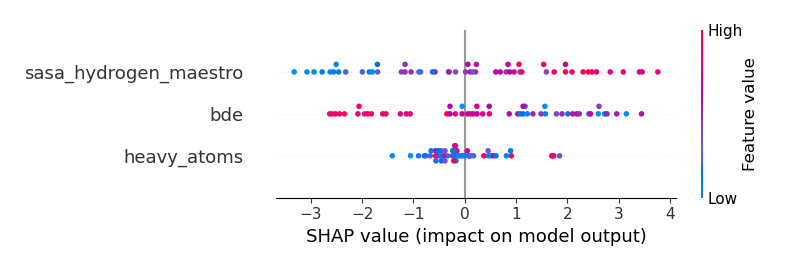 High
sasa_hydrogen_maestro
bde
heavy_atoms
Feature value
Low
−3 −2 −1 0 1 2 3 4
SHAP value (impact on model output)